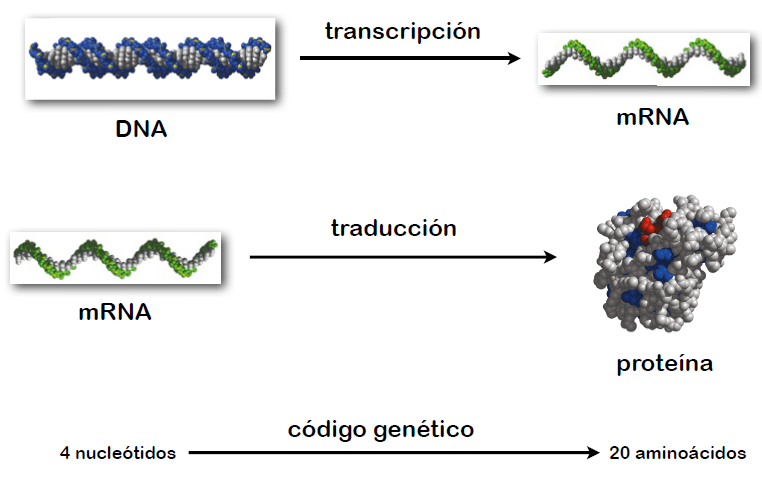 transcripción
DNA
mRNA
traducción
mRNA
proteína
código genético
4 nucleótidos
20 aminoácidos